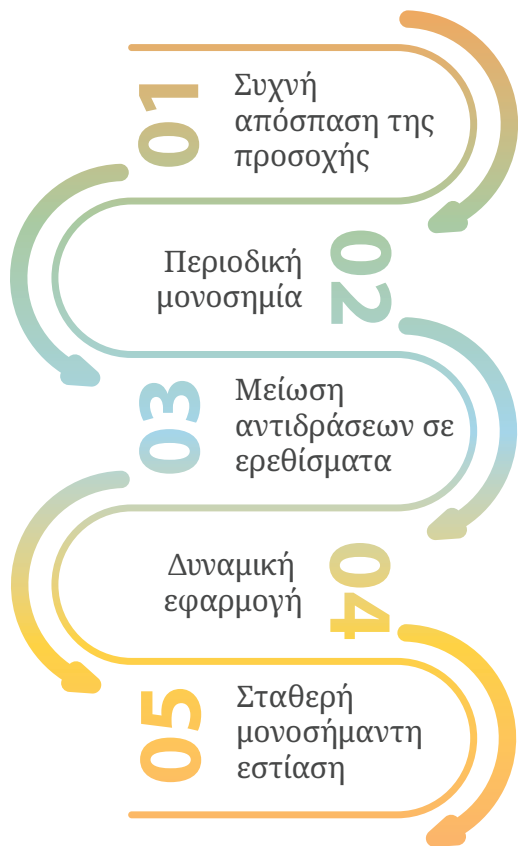 01
Συχνή
απόσπαση της
προσοχής
02
Περιοδική
μονοσημία
03
Μείωση
αντιδράσεων σε
ερεθίσματα
04
Δυναμική
εφαρμογή
05
Σταθερή
μονοσήμαντη
εστίαση